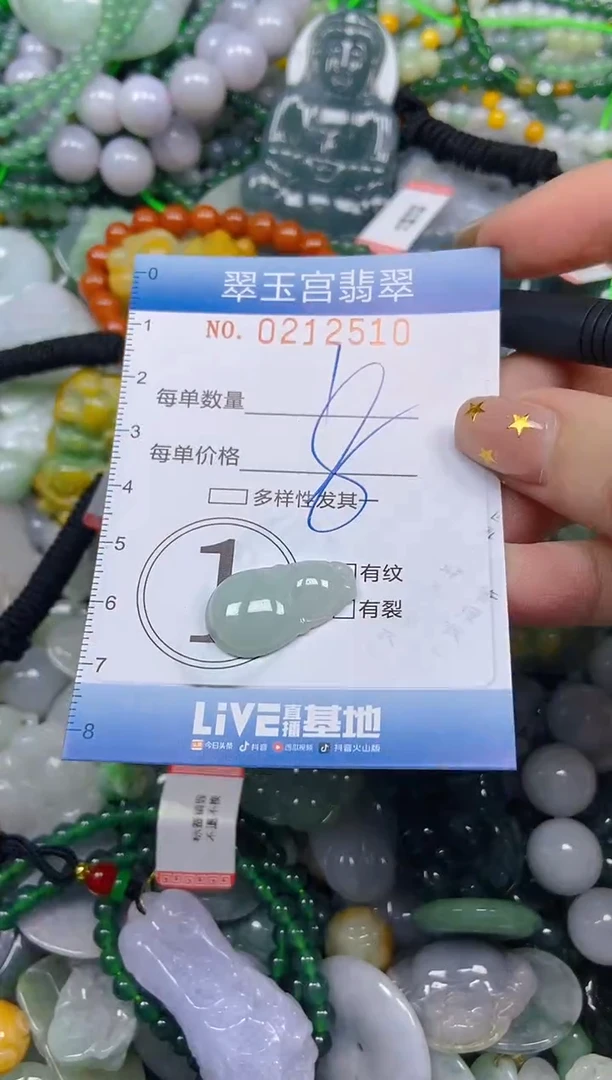 0
翠玉宫翡翠
1
NO. 0212510
2
每单数量
3
每单价格
4
多样性发其一
5
1
有纹
6
有裂
7
LiVE直播基地
8
今日头条 抖音 西瓜视频 抖音火山版